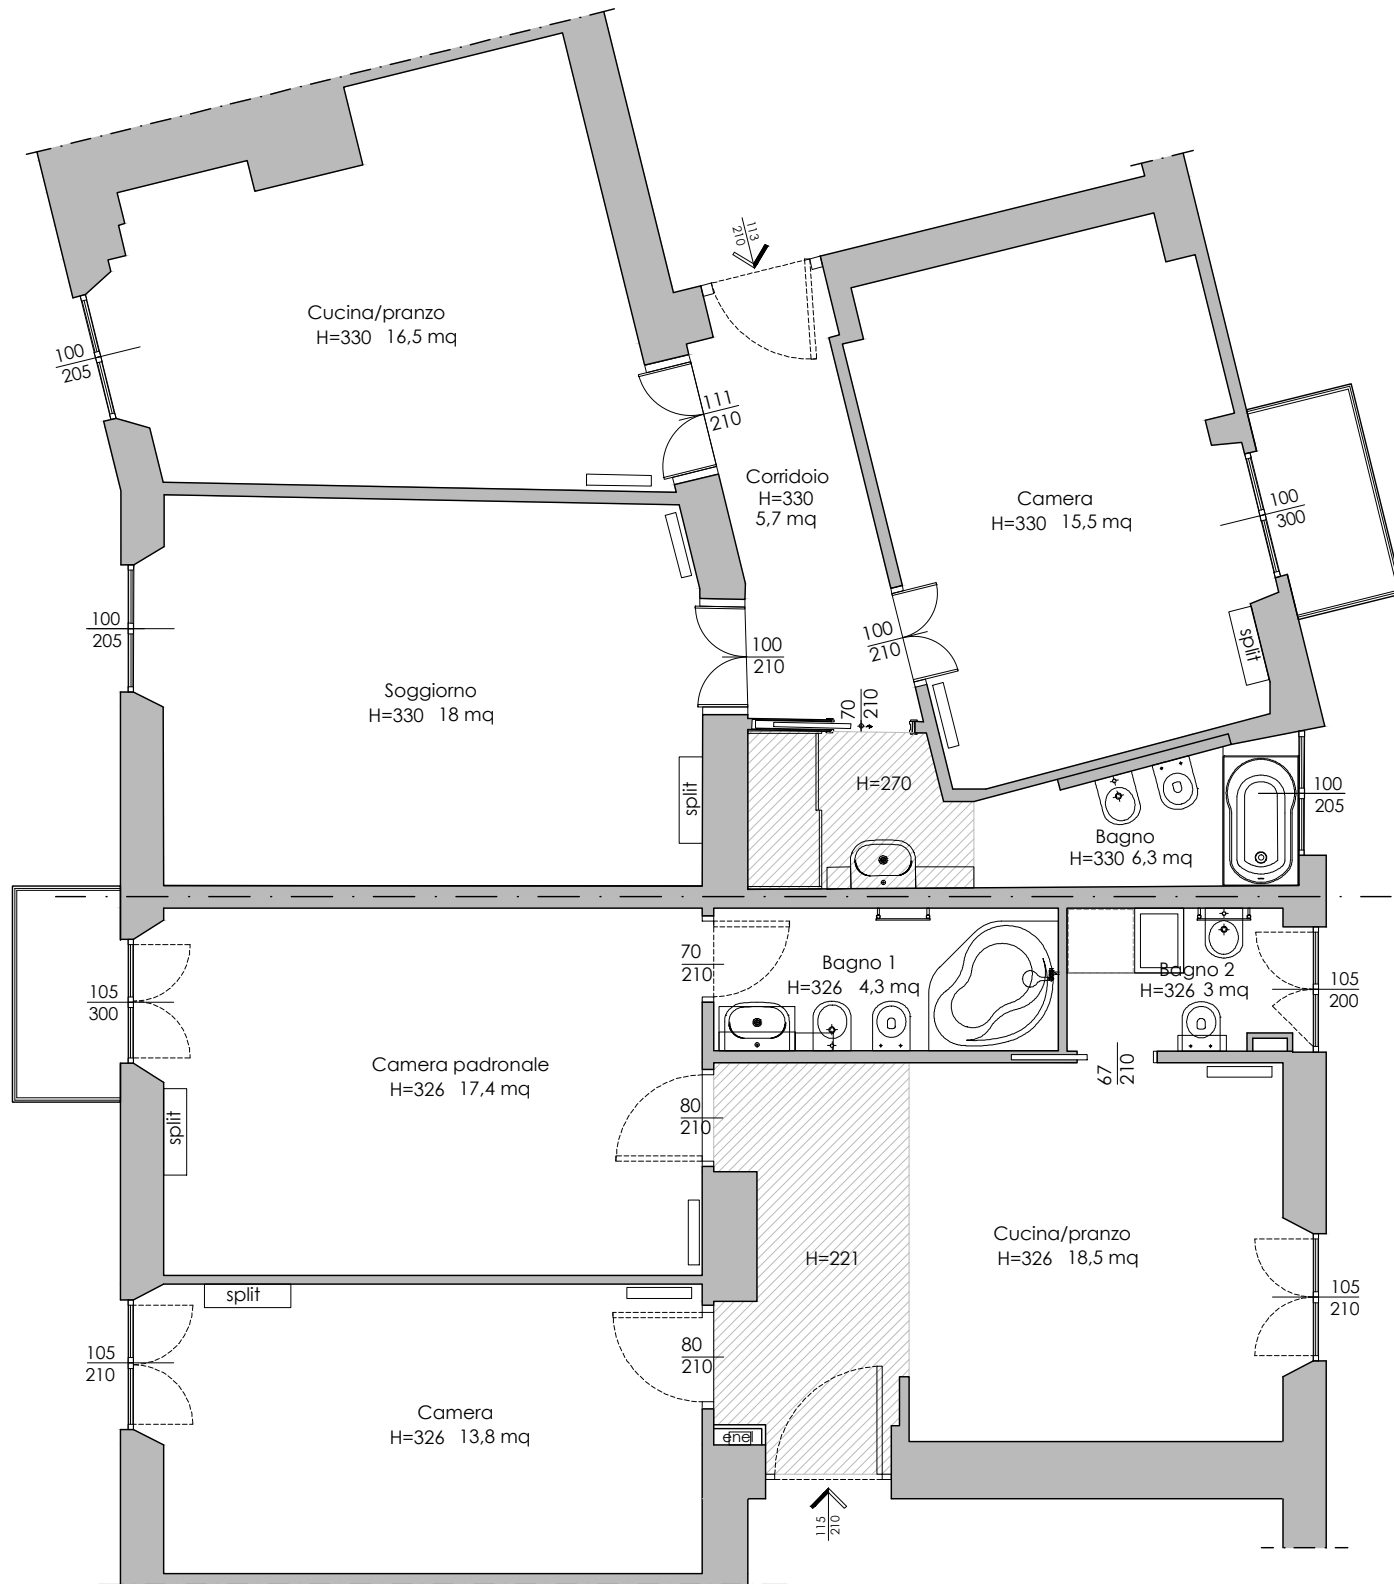 113
210
Cucina/pranzo
H=330 16,5 mq
100
205
111
210
Corridoio
H=330
5,7 mq
Camera
H=330 15,5 mq
100
300
100
205
100
210
100
210
split
Soggiorno
H=330 18 mq
70
210
split
H=270
100
205
Bagno
H=330 6,3 mq
70
210
Bagno 1
H=326 4,3 mq
Bagno 2
H=326 3 mq
105
200
105
300
Camera padronale
H=326 17,4 mq
67
210
80
210
split
Cucina/pranzo
H=326 18,5 mq
H=221
split
105
210
105
210
80
210
Camera
H=326 13,8 mq
enel
115
210